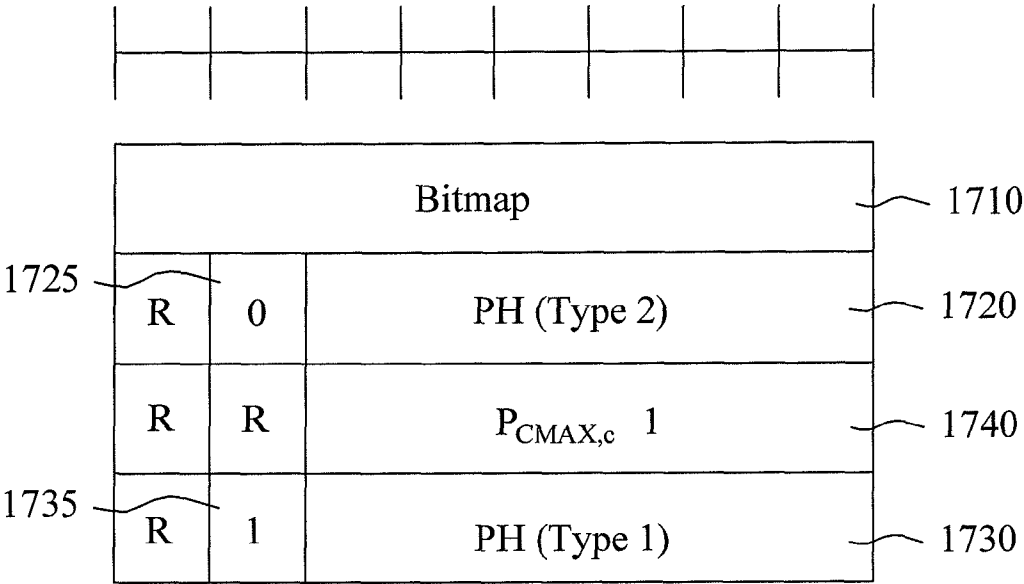 Bitmap 1710
1725
R 0 PH (Type 2) 1720
R R P_CMAX,c 1 1740
1735
R 1 PH (Type 1) 1730